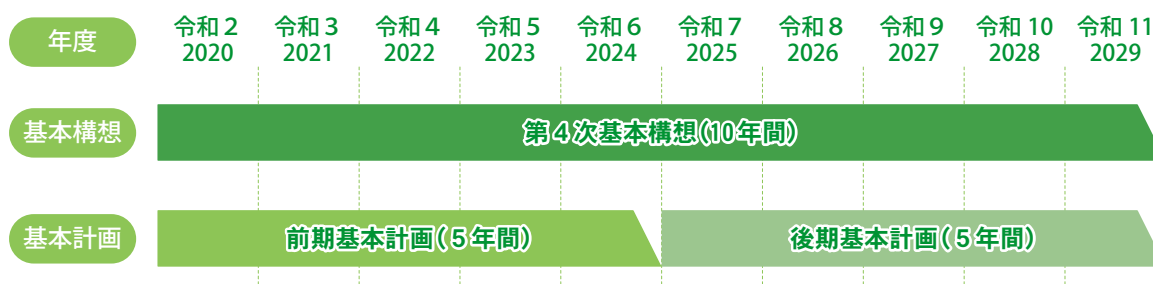 年度 令和2 令和3 令和4 令和5 令和6 令和7 令和8 令和9 令和10 令和11
2020 2021 2022 2023 2024 2025 2026 2027 2028 2029
基本構想 第4次基本構想(10年間)
基本計画 前期基本計画(5年間) 後期基本計画(5年間)